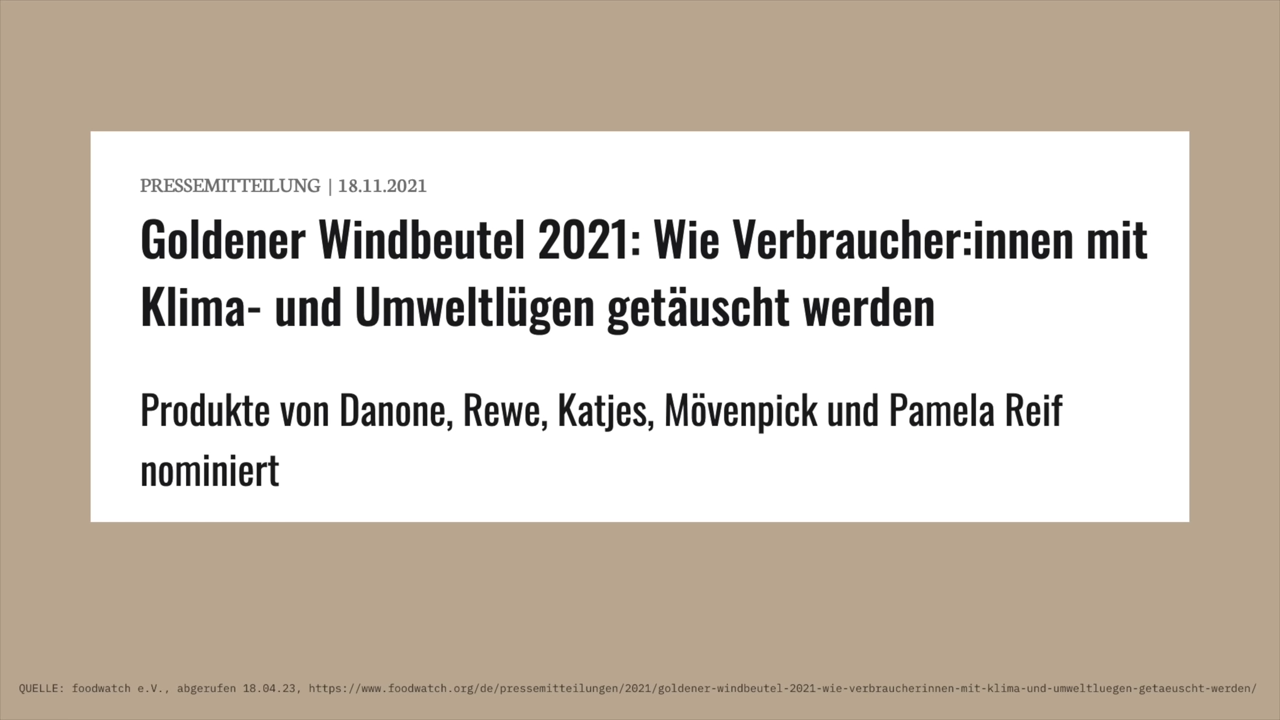 PRESSEMITTEILUNG | 18.11.2021
Goldener Windbeutel 2021: Wie Verbraucher:innen mit
Klima- und Umweltlügen getäuscht werden
Produkte von Danone, Rewe, Katjes, Mövenpick und Pamela Reif
nominiert
QUELLE: foodwatch e.V., abgerufen 18.04.23, https://www.foodwatch.org/de/pressemitteilungen/2021/goldener-windbeutel-2021-wie-verbraucherinnen-mit-klima-und-umweltluegen-getaeuscht-werden/